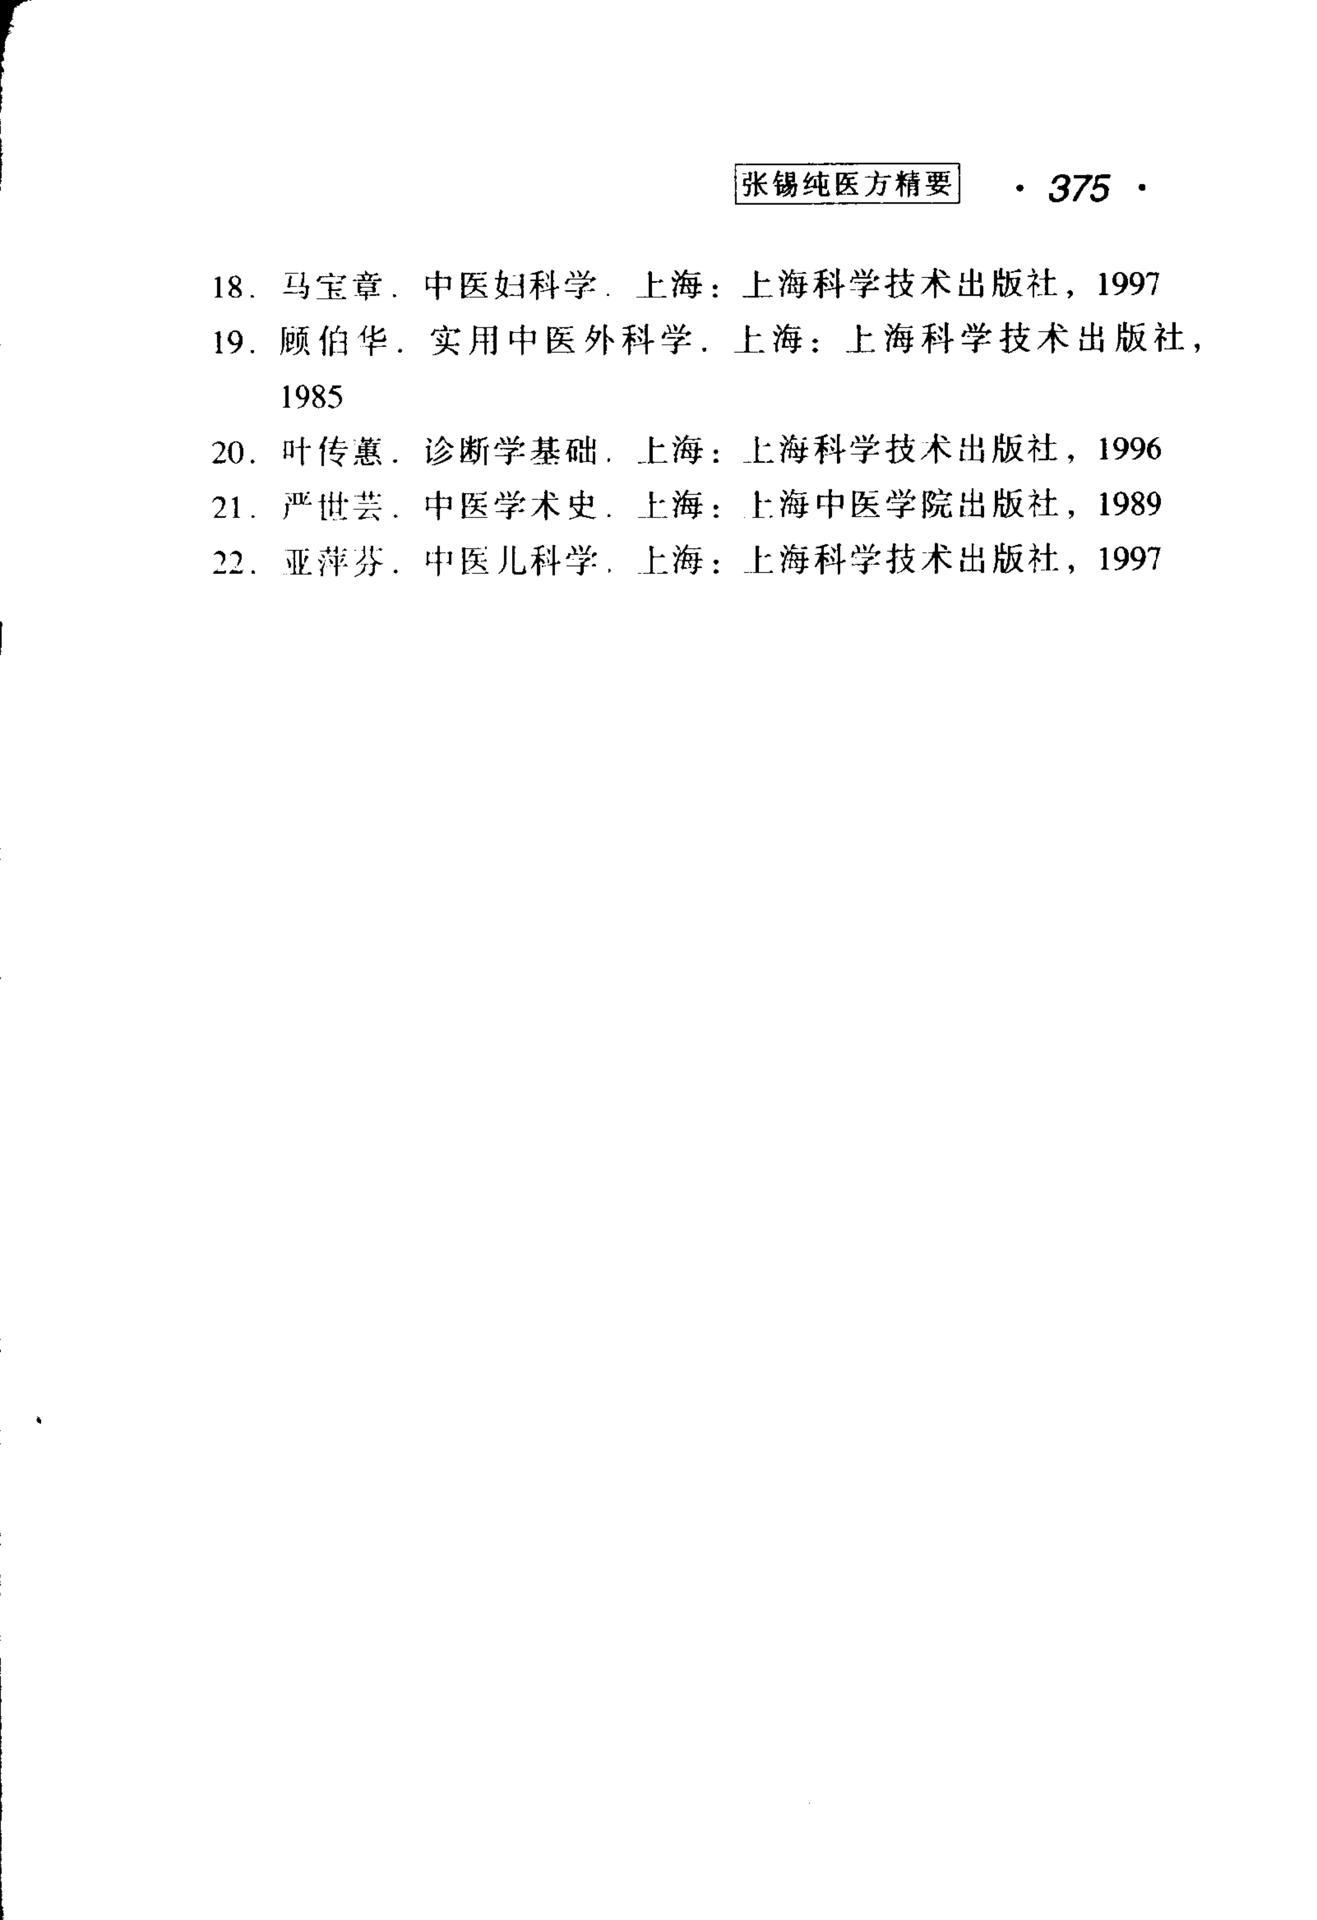 张锡纯医方精要 · 375 ·
18. 马宝章. 中医妇科学. 上海: 上海科学技术出版社, 1997
19. 顾伯华. 实用中医外科学. 上海: 上海科学技术出版社,
1985
20. 叶传蕙. 诊断学基础. 上海: 上海科学技术出版社, 1996
21. 严世芸. 中医学术史. 上海: 上海中医学院出版社, 1989
22. 亚萍芬. 中医儿科学. 上海: 上海科学技术出版社, 1997